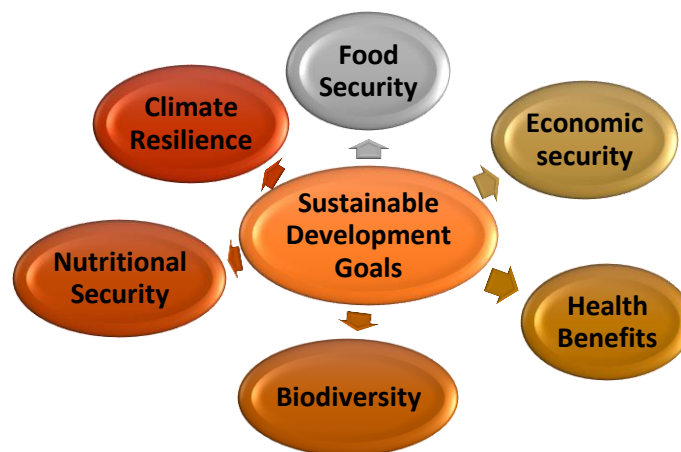 Food
Security
Climate
Resilience
Economic
security
Sustainable
Development
Goals
Nutritional
Security
Health
Benefits
Biodiversity